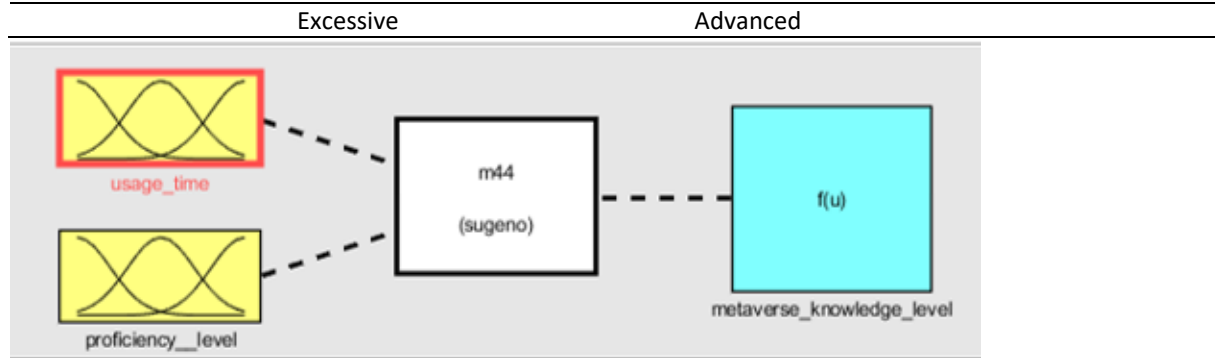 Excessive Advanced
usage_time
m44
(sugeno)
f(u)
metaverse_knowledge_level
proficiency__level